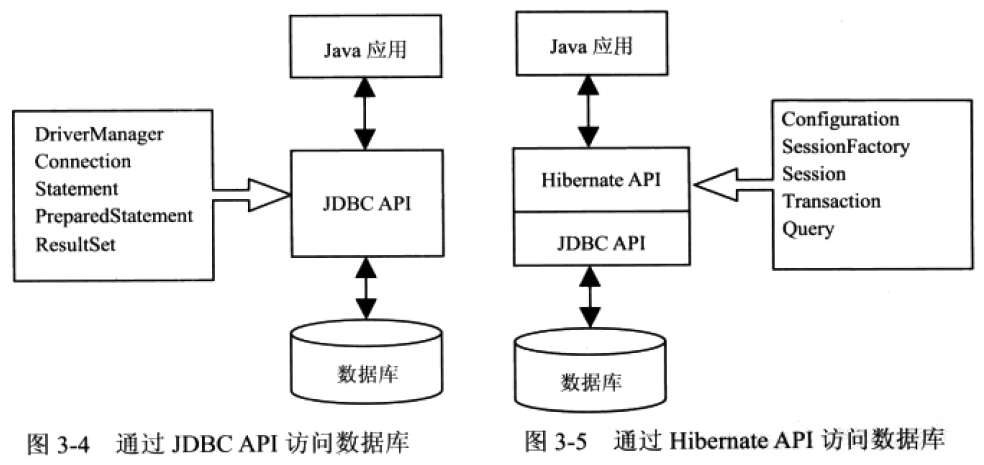 Java 应用
DriverManager
Connection
Statement
PreparedStatement
ResultSet
JDBC API
数据库
图 3-4 通过 JDBC API 访问数据库
Java 应用
Hibernate API
JDBC API
Configuration
SessionFactory
Session
Transaction
Query
数据库
图 3-5 通过 Hibernate API 访问数据库